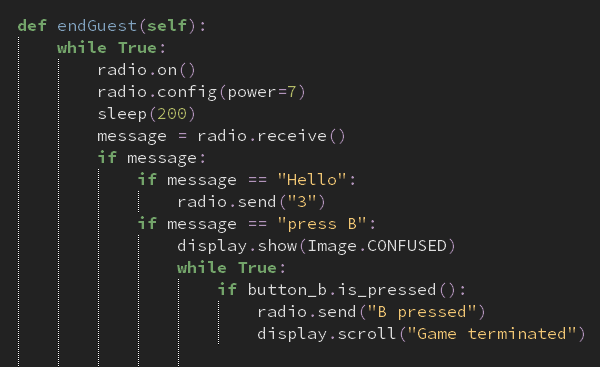 def endGuest(self):
    while True:
        radio.on()
        radio.config(power=7)
        sleep(200)
        message = radio.receive()
        if message:
            if message == "Hello":
                radio.send("3")
            if message == "press B":
                display.show(Image.CONFUSED)
                while True:
                    if button_b.is_pressed():
                        radio.send("B pressed")
                        display.scroll("Game terminated")